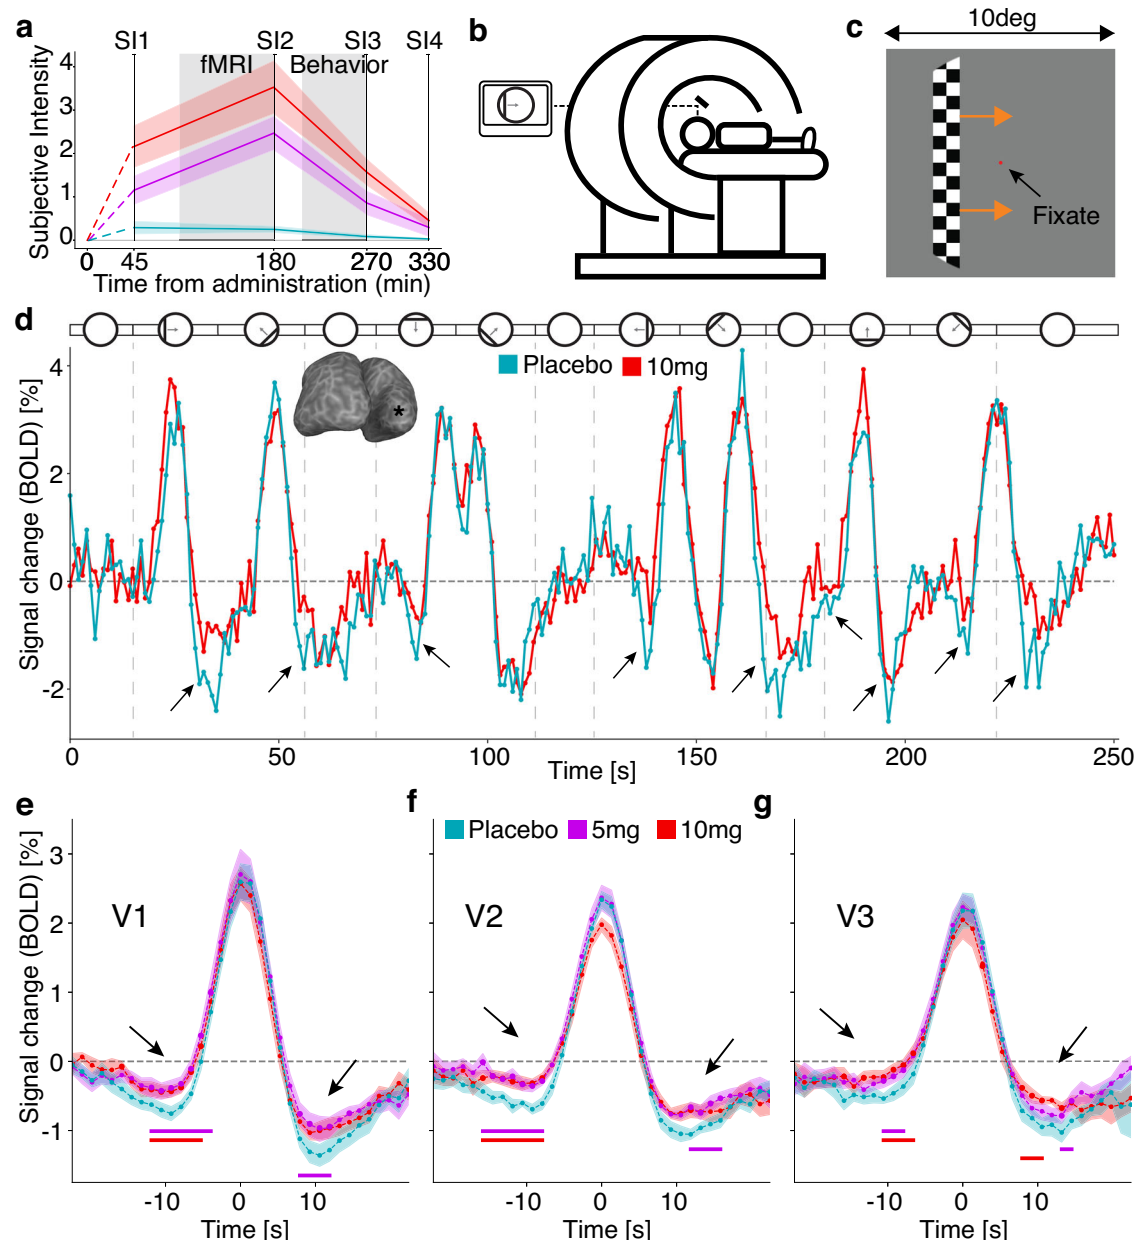 a
SI1 SI2 SI3 SI4
fMRI Behavior
Subjective Intensity
4
3
2
1
0
0 45 180 270 330
Time from administration (min)
b
c
10deg
Fixate
d
Placebo 10mg
*
Signal change (BOLD) [%]
4
2
0
-2
0 50 100 150 200 250
Time [s]
e f g
Placebo 5mg 10mg
V1 V2 V3
Signal change (BOLD) [%]
3
2
1
0
-1
-10 0 10 -10 0 10 -10 0 10
Time [s] Time [s] Time [s]